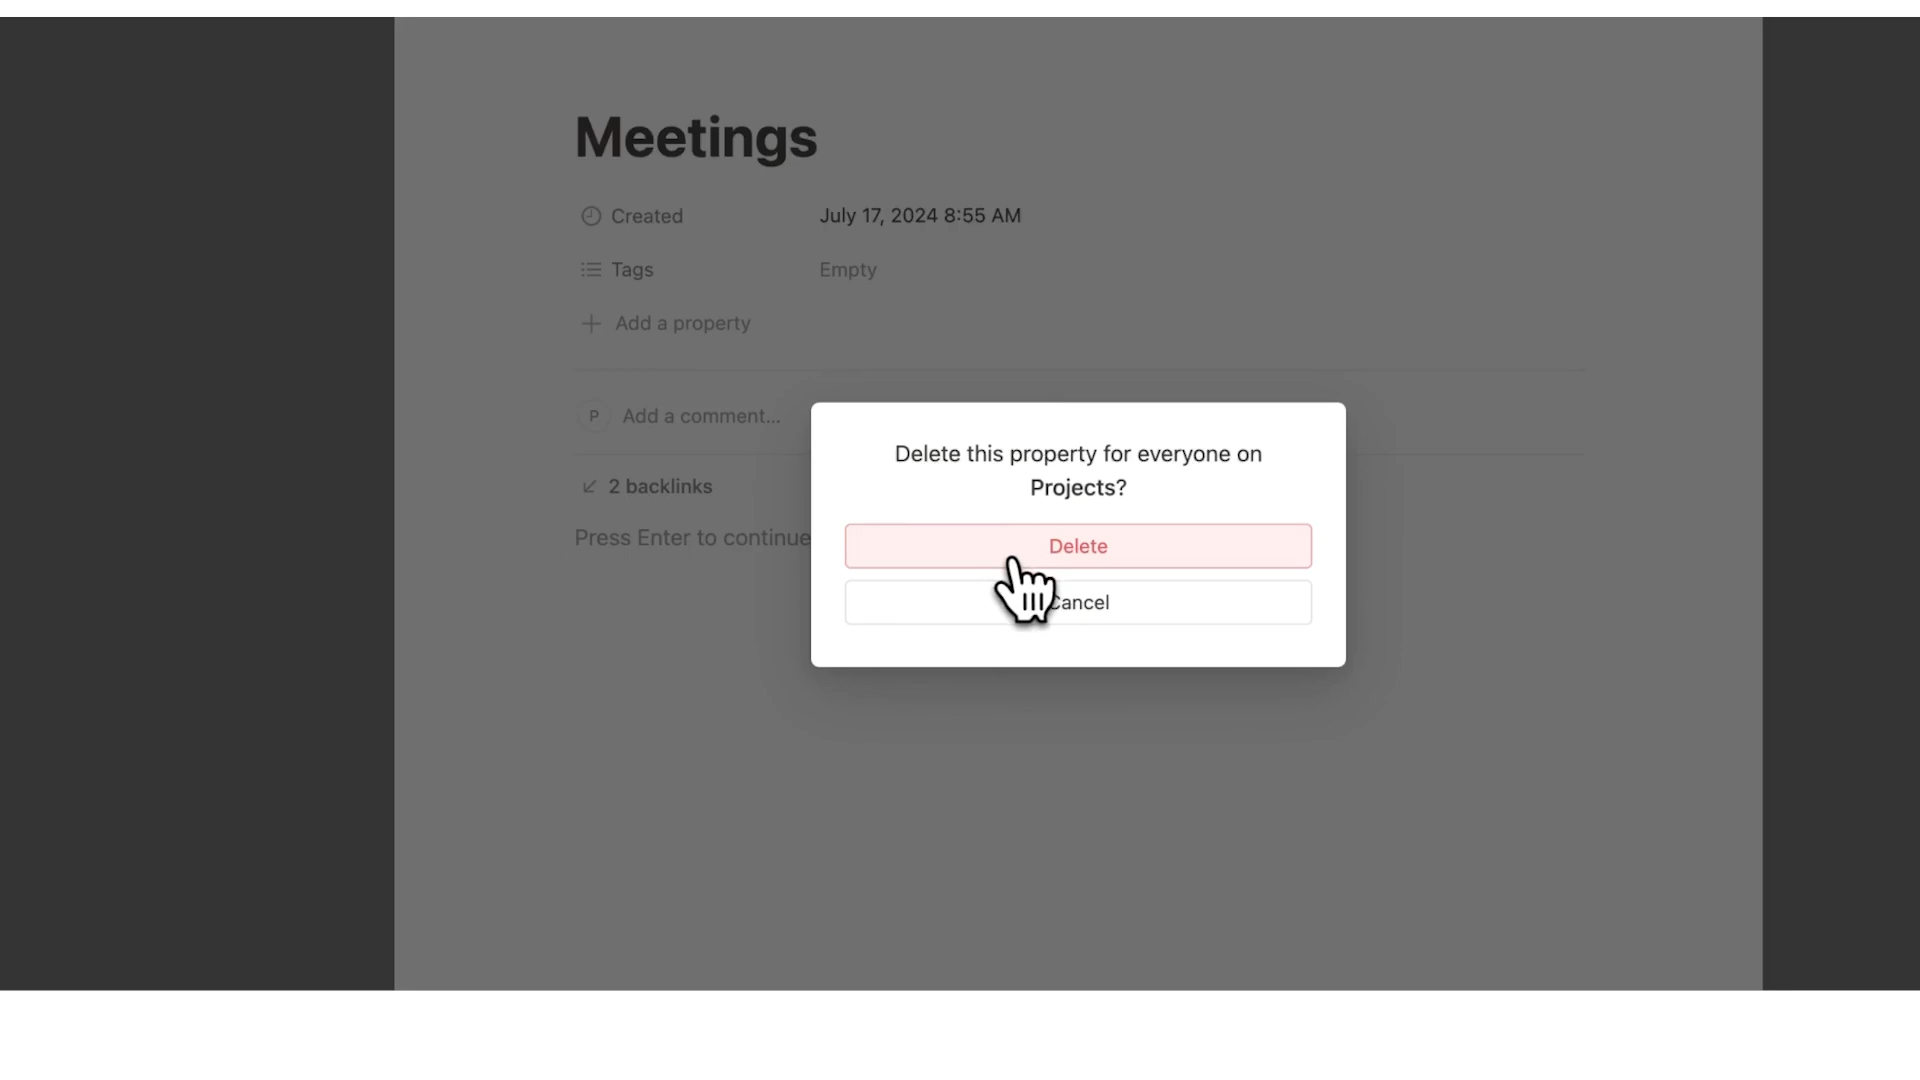 Meetings
Created July 17, 2024 8:55 AM
Tags Empty
Add a property
P Add a comment...
Delete this property for everyone on
Projects?
2 backlinks
Press Enter to continue
Delete
Cancel